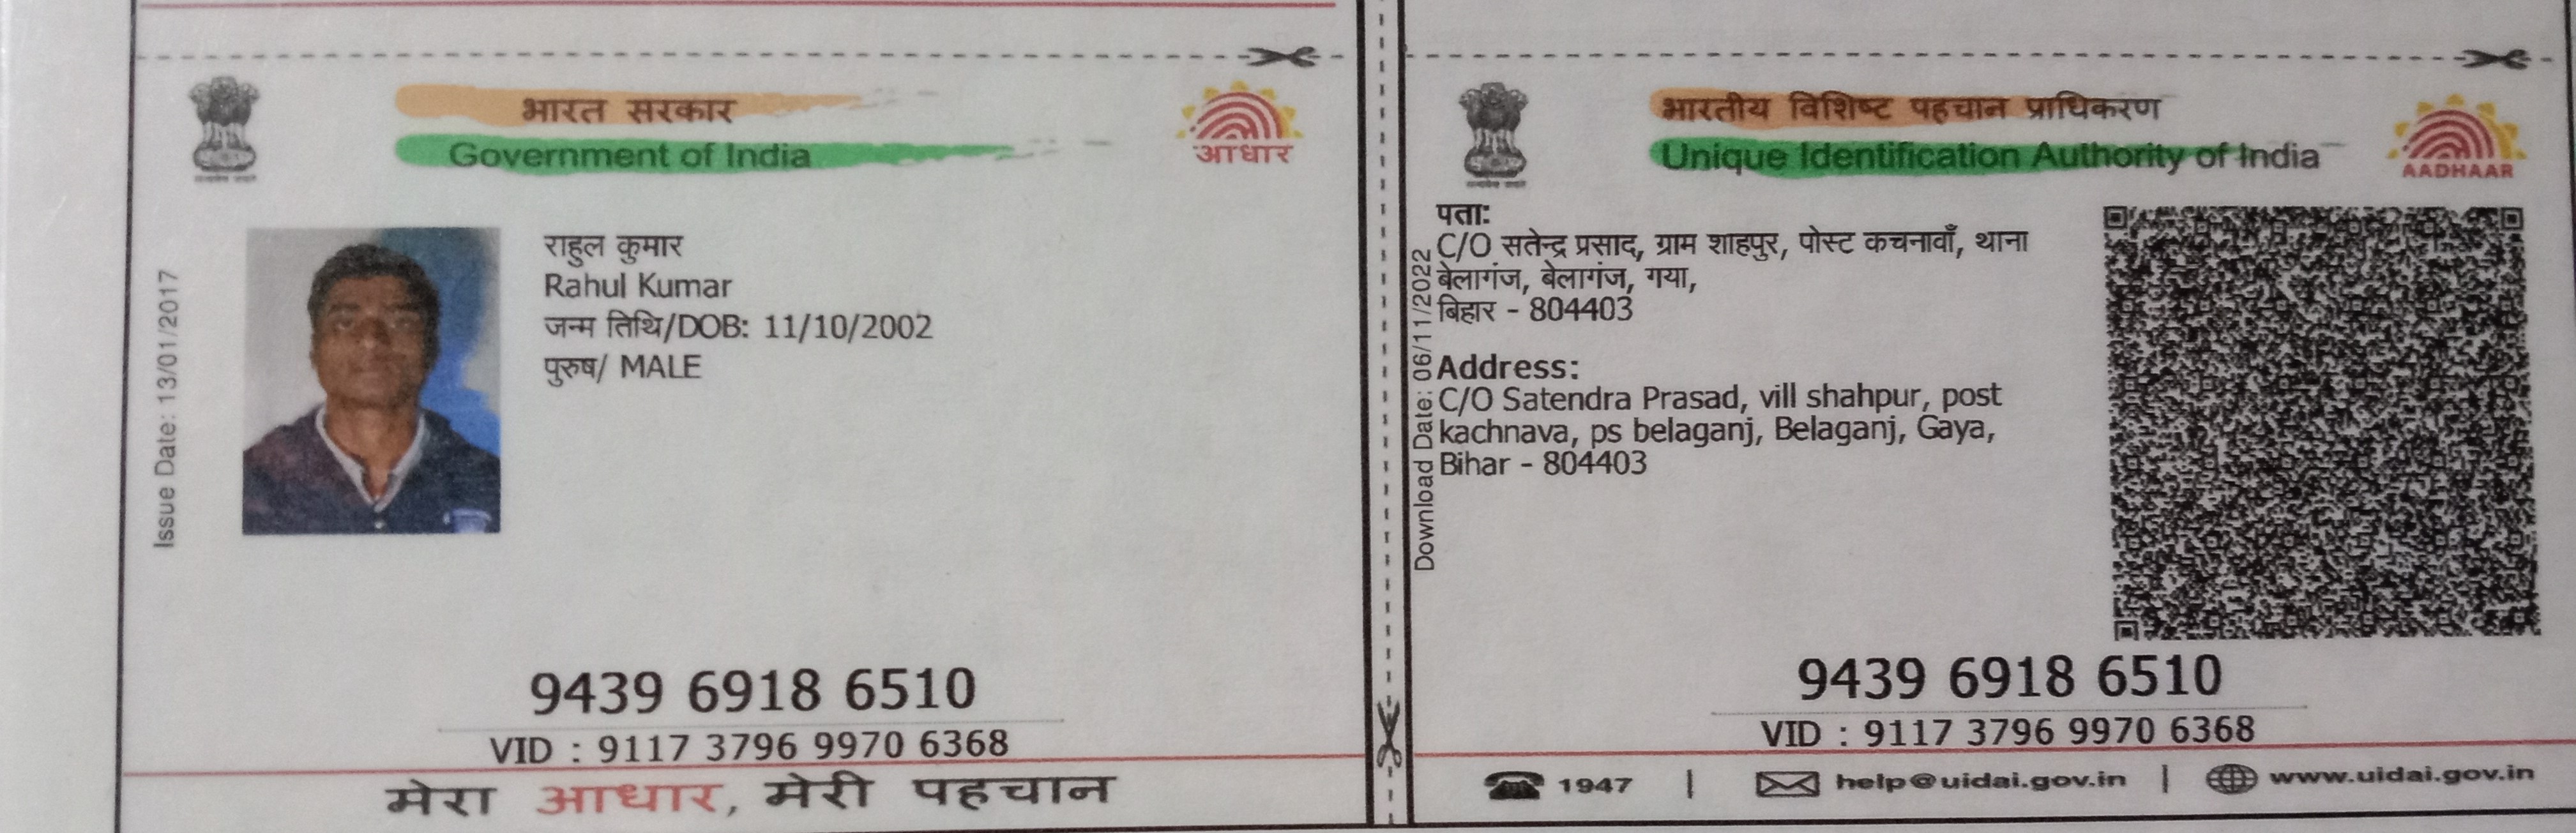 भारत सरकार
Government of India
आधार
Issue Date: 13/01/2017
राहुल कुमार
Rahul Kumar
जन्म तिथि/DOB: 11/10/2002
पुरुष/ MALE
9439 6918 6510
VID : 9117 3796 9970 6368
मेरा आधार, मेरी पहचान
भारतीय विशिष्ट पहचान प्राधिकरण
Unique Identification Authority of India
AADHAAR
Download Date: 06/11/2022
पता:
C/O सतेन्द्र प्रसाद, ग्राम शाहपुर, पोस्ट कचनावाँ, थाना
बेलागंज, बेलागंज, गया,
बिहार - 804403
Address:
C/O Satendra Prasad, vill shahpur, post
kachnava, ps belaganj, Belaganj, Gaya,
Bihar - 804403
9439 6918 6510
VID : 9117 3796 9970 6368
1947 | help@uidai.gov.in | www.uidai.gov.in